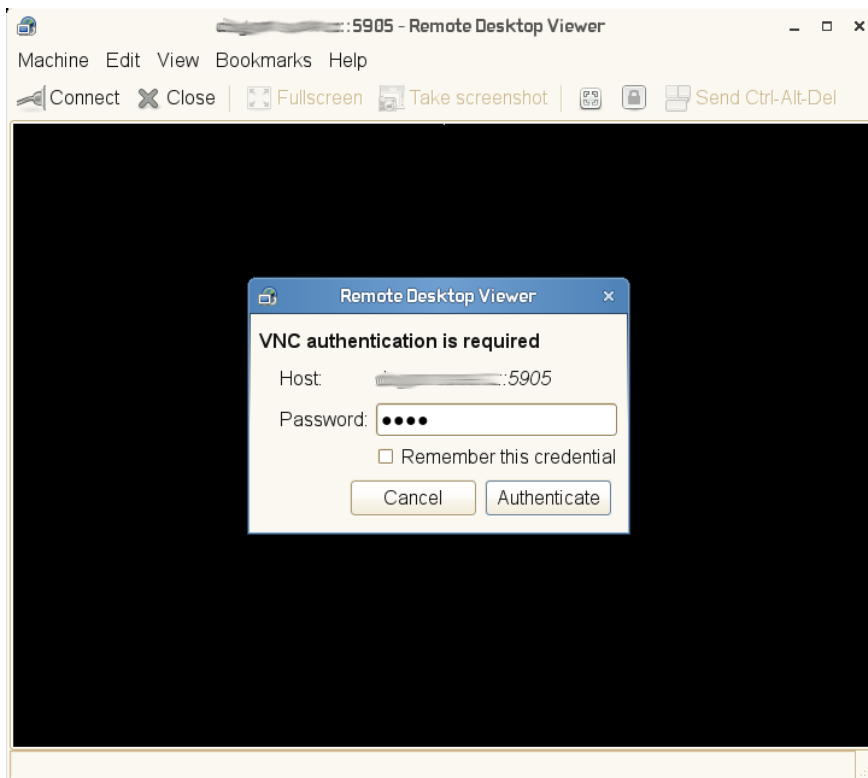 ::5905 - Remote Desktop Viewer
Machine Edit View Bookmarks Help
Connect Close Fullscreen Take screenshot Send Ctrl-Alt-Del
Remote Desktop Viewer
VNC authentication is required
Host: ::5905
Password: ●●●●
Remember this credential
Cancel Authenticate